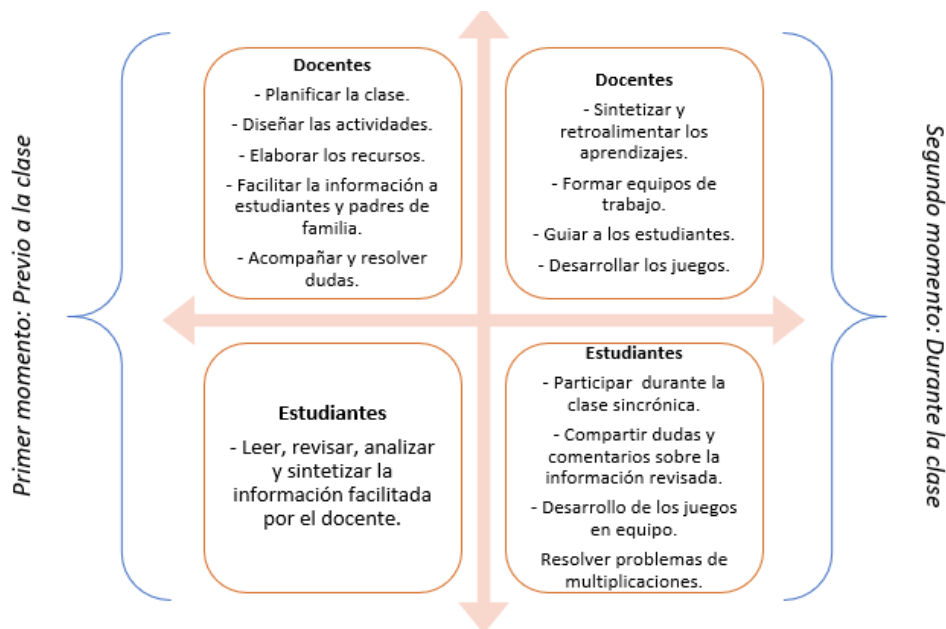 Primer momento: Previo a la clase
Docentes
- Planificar la clase.
- Diseñar las actividades.
- Elaborar los recursos.
- Facilitar la información a
estudiantes y padres de
familia.
- Acompañar y resolver
dudas.
Docentes
- Sintetizar y
retroalimentar los
aprendizajes.
- Formar equipos de
trabajo.
- Guiar a los estudiantes.
- Desarrollar los juegos.
Estudiantes
- Leer, revisar, analizar
y sintetizar la
información facilitada
por el docente.
Estudiantes
- Participar durante la
clase sincrónica.
- Compartir dudas y
comentarios sobre la
información revisada.
- Desarrollo de los juegos
en equipo.
Resolver problemas de
multiplicaciones.
Segundo momento: Durante la clase